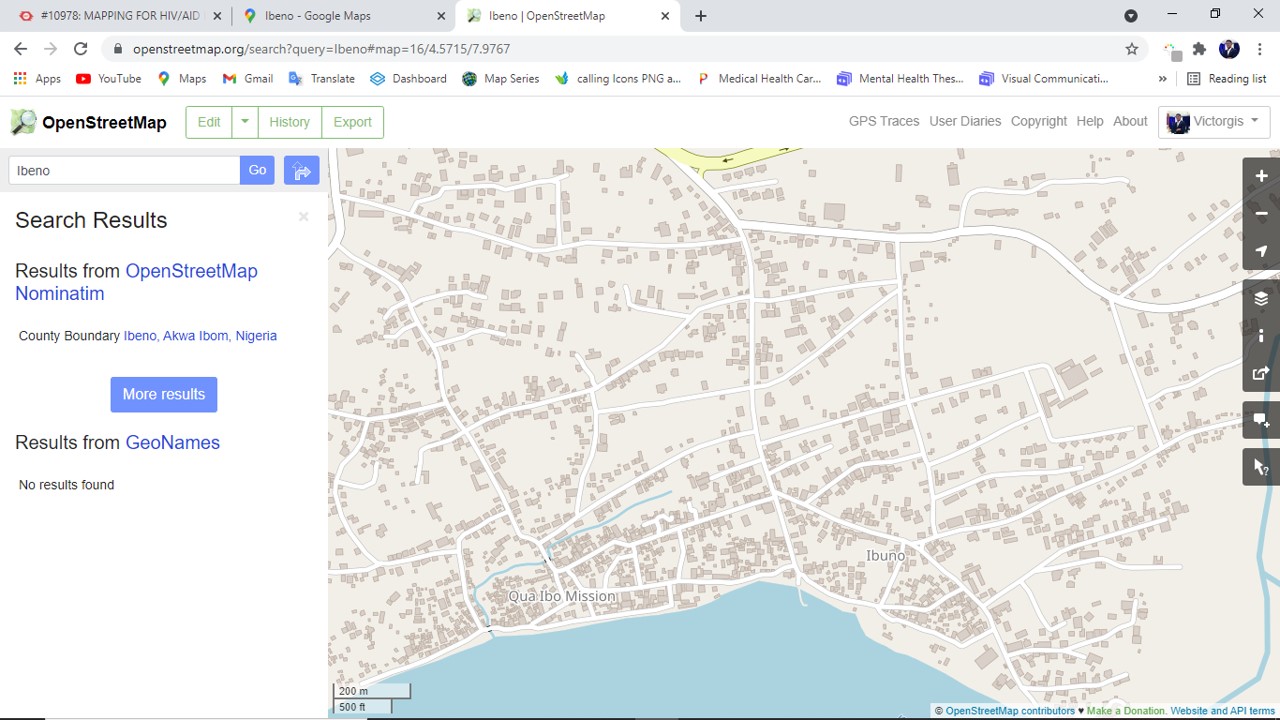 #10978: MAPPING FOR HIV/AID
Ibeno - Google Maps
Ibeno | OpenStreetMap
openstreetmap.org/search?query=Ibeno#map=16/4.5715/7.9767
Apps
YouTube
Maps
Gmail
Translate
Dashboard
Map Series
calling Icons PNG a...
Medical Health Car...
Mental Health Thes...
Visual Communicati...
»
Reading list
OpenStreetMap
Edit
History
Export
GPS Traces
User Diaries
Copyright
Help
About
Victorgis
Ibeno
Go
Search Results
Results from OpenStreetMap
Nominatim
County Boundary Ibeno, Akwa Ibom, Nigeria
More results
Results from GeoNames
No results found
Ibuno
Qua Ibo Mission
200 m
500 ft
© OpenStreetMap contributors ♥ Make a Donation. Website and API terms